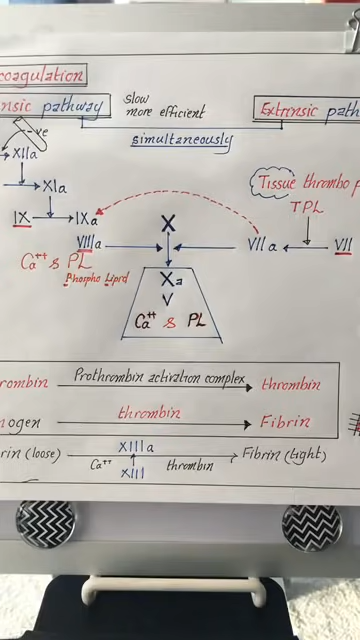 coagulation
nsic pathway
slow
more efficient
Extrinsic path
simultaneously
-ve
XIIa
XIa
IX IXa
VIIIa
Ca++ & PL
Phospho Lipid
X
Tissue thrombo p
TPL
VIIa VII
Xa
V
Ca++ & PL
rombin Prothrombin activation complex thrombin
nogen thrombin Fibrin
rin (loose) XIIIa Fibrin (tight)
Ca++ XIII thrombin